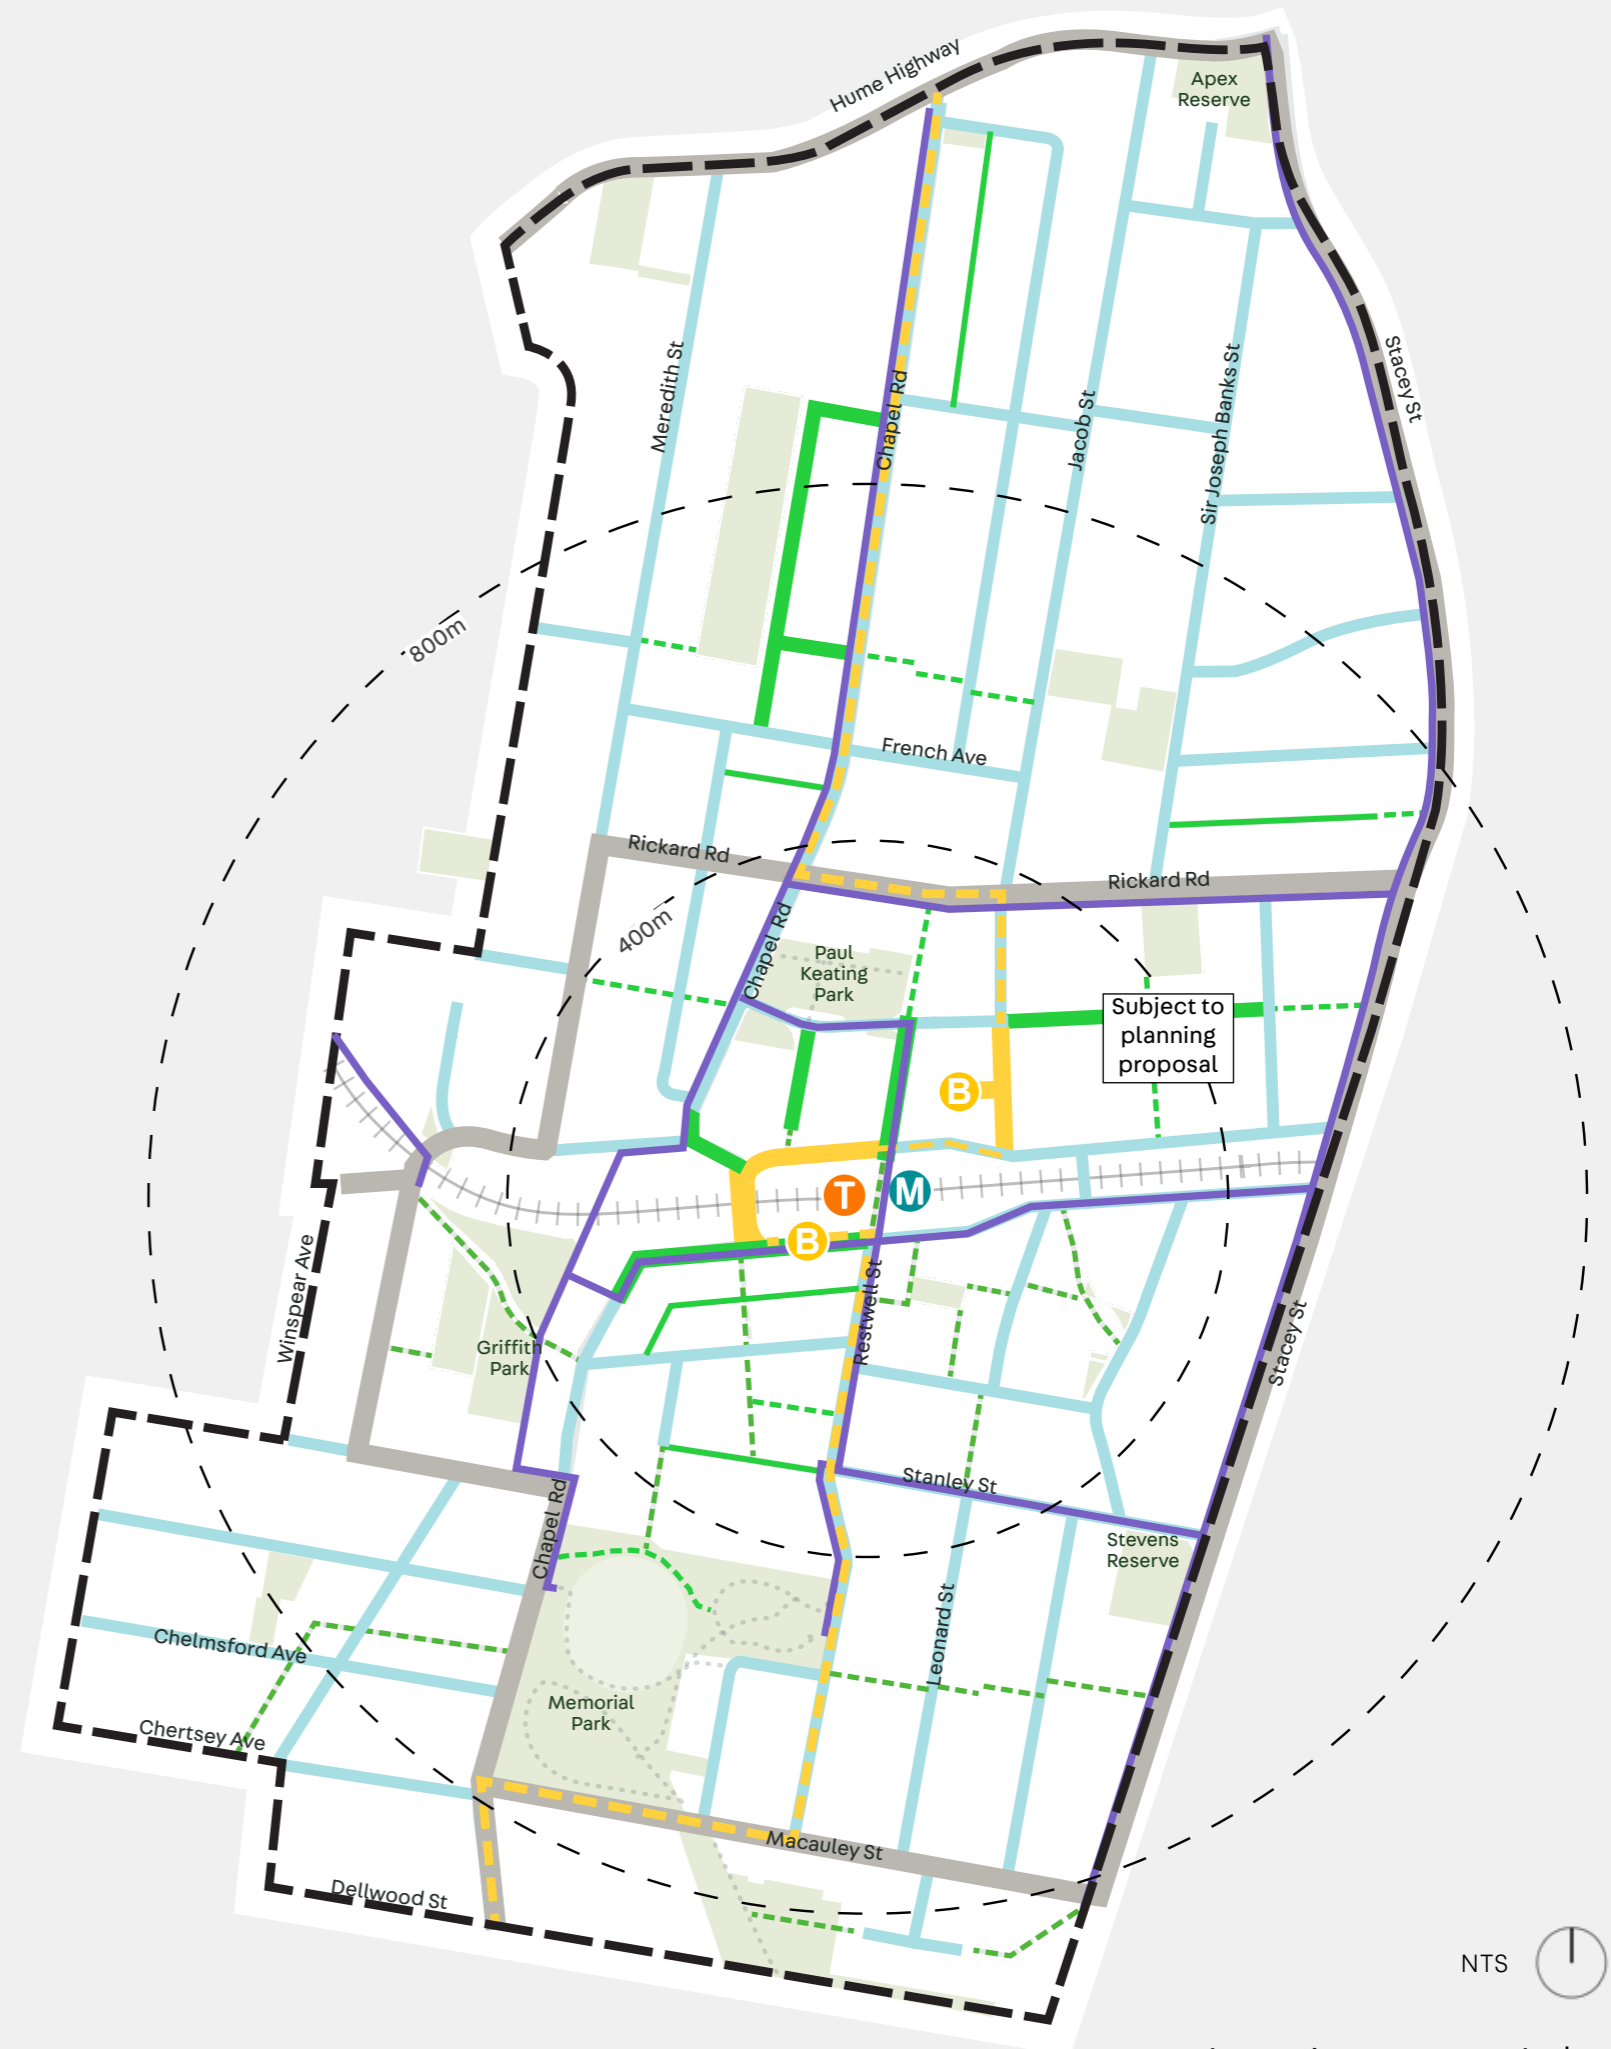 Hume Highway
Apex
Reserve
Meredith St
Chapel Rd
Jacob St
Sir Joseph Banks St
Stacey St
800m
French Ave
Rickard Rd
Rickard Rd
400m
Chapel Rd
Paul
Keating
Park
Subject to
planning
proposal
B
T
M
B
Winspear Ave
Restwell St
Griffith
Park
Stacey St
Stanley St
Chapel Rd
Stevens
Reserve
Leonard St
Chelmsford Ave
Memorial
Park
Chertsey Ave
Macauley St
Dellwood St
NTS